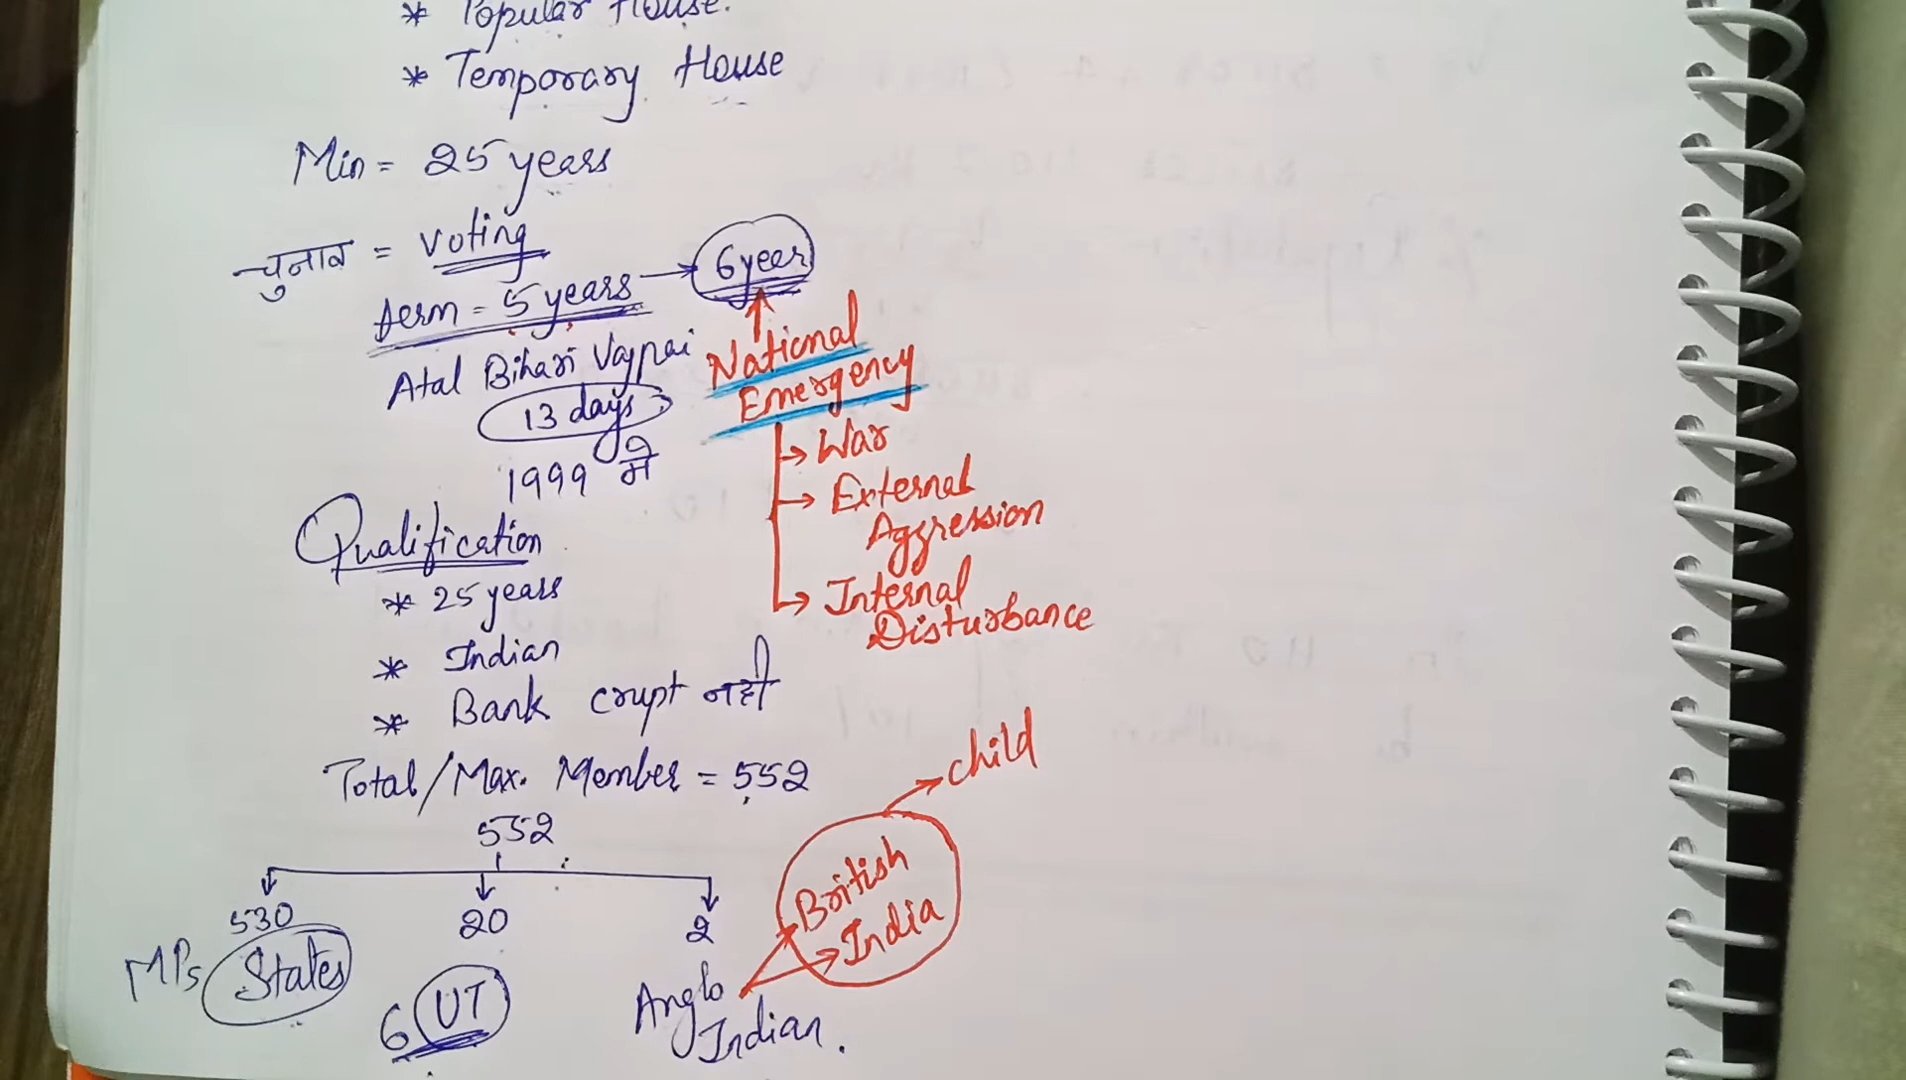 * Popular House.
* Temporary House
Min = 25 years
चुनाव = Voting
term = 5 years → 6 year
Atal Bihari Vajpai
13 days
1999 मे
National
Emergency
→ War
→ External
Aggression
→ Internal
Disturbance
Qualification
* 25 years
* Indian
* Bank crupt नही
Total/Max. Member = 552
552
530 20 2
MPs States
6 UT
Anglo
Indian.
British
India
→ child